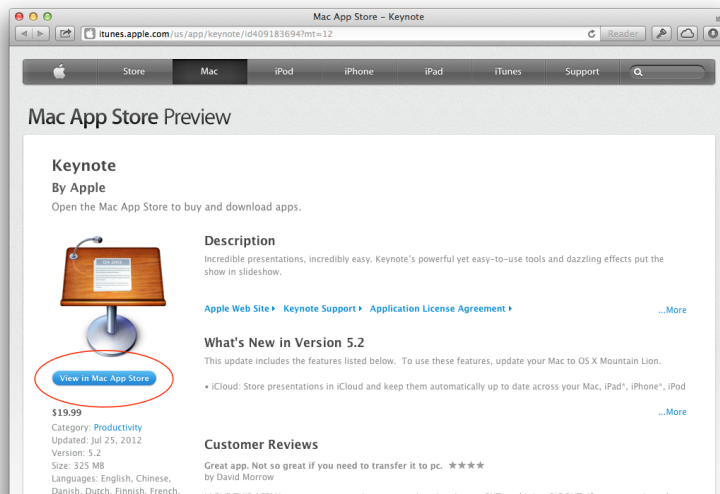 Mac App Store – Keynote
itunes.apple.com/us/app/keynote/id409183694?mt=12
Reader
Store Mac iPod iPhone iPad iTunes Support
Mac App Store Preview
Keynote
By Apple
Open the Mac App Store to buy and download apps.
View in Mac App Store
$19.99
Category: Productivity
Updated: Jul 25, 2012
Version: 5.2
Size: 325 MB
Languages: English, Chinese,
Danish, Dutch, Finnish, French,
Description
Incredible presentations, incredibly easy. Keynote's powerful yet easy-to-use tools and dazzling effects put the
show in slideshow.
Apple Web Site Keynote Support Application License Agreement ...More
What's New in Version 5.2
This update includes the features listed below. To use these features, update your Mac to OS X Mountain Lion.
• iCloud: Store presentations in iCloud and keep them automatically up to date across your Mac, iPad*, iPhone*, iPod
...More
Customer Reviews
Great app. Not so great if you need to transfer it to pc. ★★★★
by David Morrow